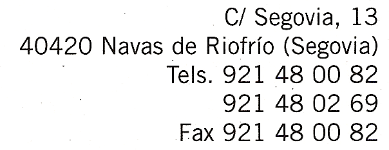 C/ Segovia, 13
40420 Navas de Riofrío (Segovia)
Tels. 921 48 00 82
921 48 02 69
Fax 921 48 00 82